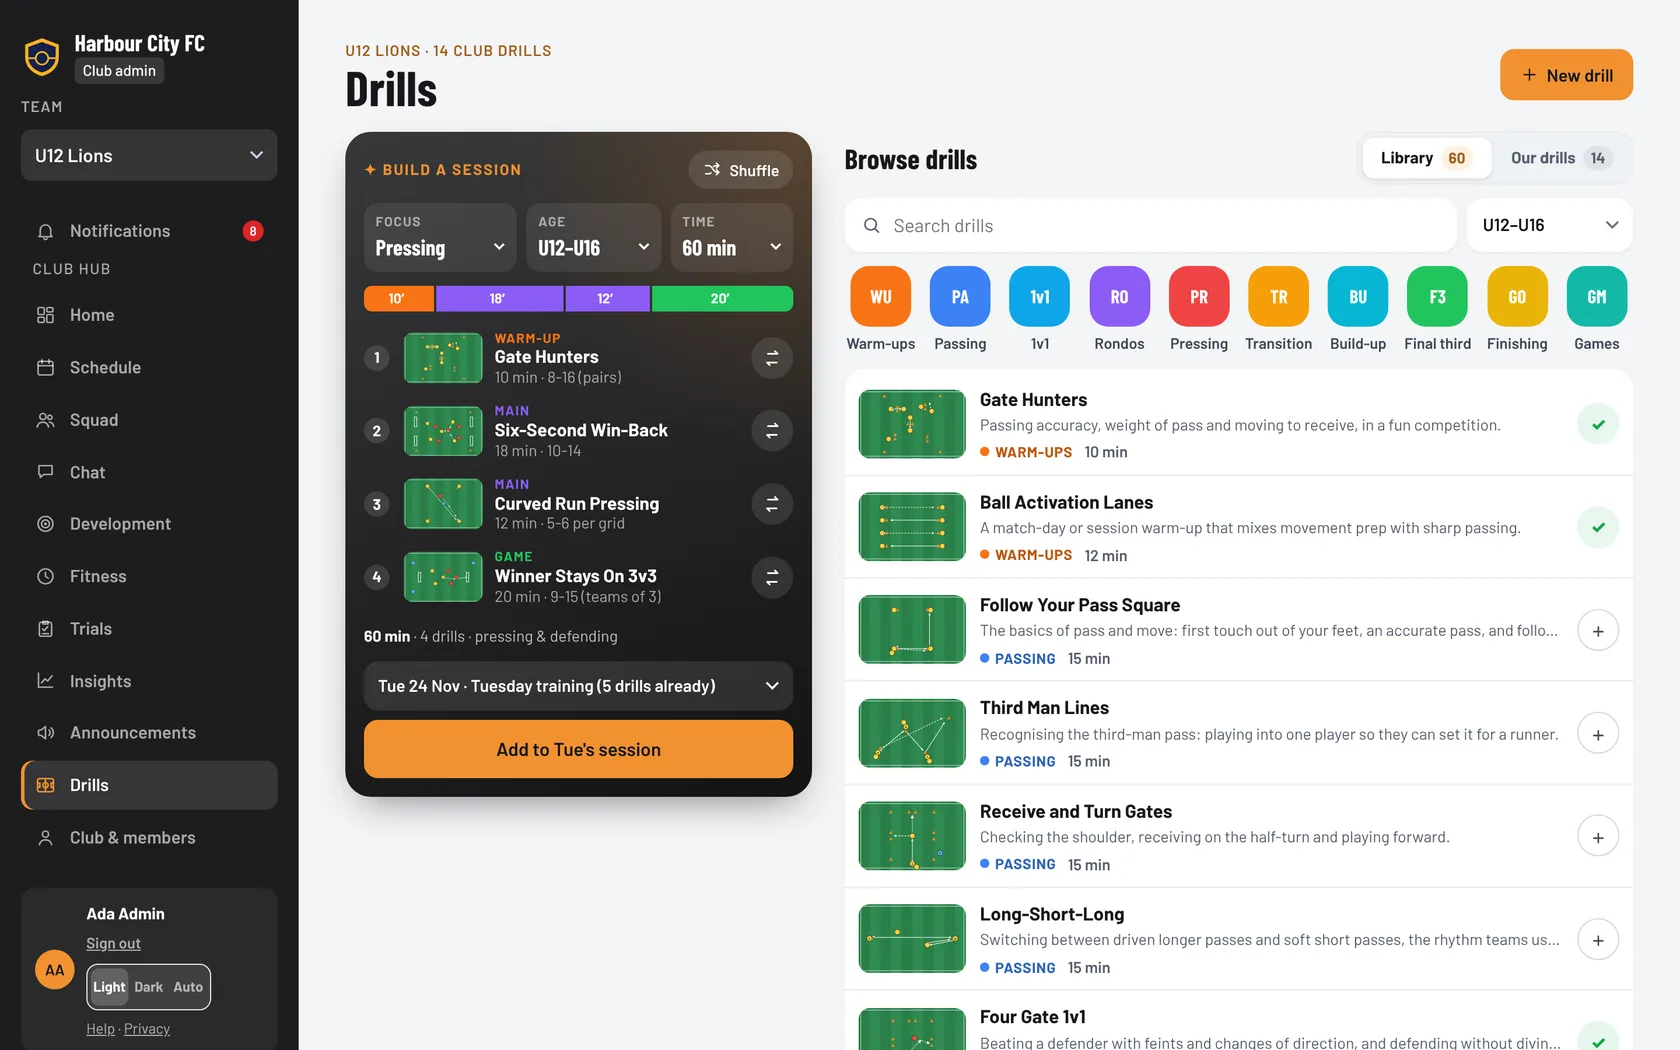 Harbour City FC
Club admin
TEAM
U12 Lions
Notifications
8
CLUB HUB
Home
Schedule
Squad
Chat
Development
Fitness
Trials
Insights
Announcements
Drills
Club & members
AA
Ada Admin
Sign out
Light Dark Auto
Help · Privacy
U12 LIONS · 14 CLUB DRILLS
Drills
+ New drill
BUILD A SESSION
Shuffle
FOCUS
Pressing
AGE
U12–U16
TIME
60 min
10′ 18′ 12′ 20′
1
WARM-UP
Gate Hunters
10 min · 8-16 (pairs)
2
MAIN
Six-Second Win-Back
18 min · 10-14
3
MAIN
Curved Run Pressing
12 min · 5-6 per grid
4
GAME
Winner Stays On 3v3
20 min · 9-15 (teams of 3)
60 min · 4 drills · pressing & defending
Tue 24 Nov · Tuesday training (5 drills already)
Add to Tue's session
Browse drills
Library 60
Our drills 14
Search drills
U12–U16
WU PA 1v1 RO PR TR BU F3 GO GM
Warm-ups Passing 1v1 Rondos Pressing Transition Build-up Final third Finishing Games
Gate Hunters
Passing accuracy, weight of pass and moving to receive, in a fun competition.
WARM-UPS 10 min
Ball Activation Lanes
A match-day or session warm-up that mixes movement prep with sharp passing.
WARM-UPS 12 min
Follow Your Pass Square
The basics of pass and move: first touch out of your feet, an accurate pass, and follo...
PASSING 15 min
Third Man Lines
Recognising the third-man pass: playing into one player so they can set it for a runner.
PASSING 15 min
Receive and Turn Gates
Checking the shoulder, receiving on the half-turn and playing forward.
PASSING 15 min
Long-Short-Long
Switching between driven longer passes and soft short passes, the rhythm teams us...
PASSING 15 min
Four Gate 1v1
Beating a defender with feints and changes of direction, and defending without divin...